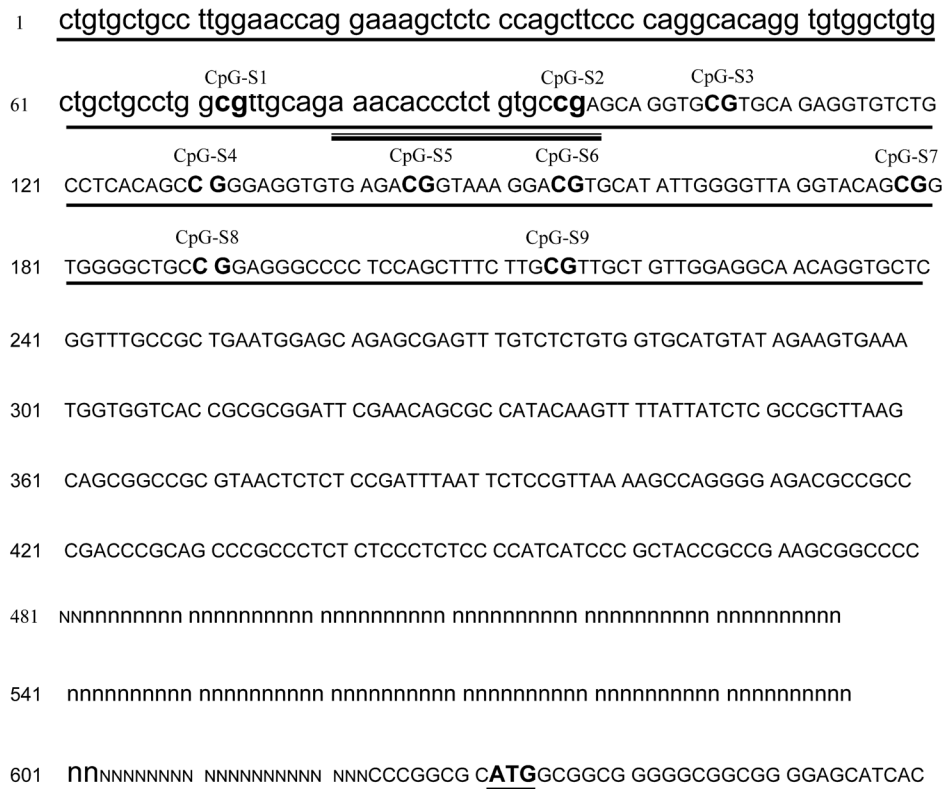 1 ctgtgctgcc ttggaaccag gaaagctctc ccagcttccc caggcacagg tgtggctgtg
CpG-S1 CpG-S2 CpG-S3
61 ctgctgcctg gcgttgcaga aacaccctct gtgccgAGCA GGTGCGTGCA GAGGTGTCTG
CpG-S4 CpG-S5 CpG-S6 CpG-S7
121 CCTCACAGCC GGGAGGTGTG AGACGGTAAA GGACGTGCAT ATTGGGGTTA GGTACAGCGG
CpG-S8 CpG-S9
181 TGGGGCTGCC GGAGGGCCCC TCCAGCTTTC TTGCGTTGCT GTTGGAGGCA ACAGGTGCTC
241 GGTTTGCCGC TGAATGGAGC AGAGCGAGTT TGTCTCTGTG GTGCATGTAT AGAAGTGAAA
301 TGGTGGTCAC CGCGCGGATT CGAACAGCGC CATACAAGTT TTATTATCTC GCCGCTTAAG
361 CAGCGGCCGC GTAACTCTCT CCGATTTAAT TCTCCGTTAA AAGCCAGGGG AGACGCCGCC
421 CGACCCGCAG CCCGCCCTCT CTCCCTCTCC CCATCATCCC GCTACCGCCG AAGCGGCCCC
481 NNnnnnnnnn nnnnnnnnnn nnnnnnnnnn nnnnnnnnnn nnnnnnnnnn nnnnnnnnnn
541 nnnnnnnnnn nnnnnnnnnn nnnnnnnnnn nnnnnnnnnn nnnnnnnnnn nnnnnnnnnn
601 nnNNNNNNNN NNNNNNNNNN NNNCCCGGCG CATGGCGGCG GGGGCGGCGG GGAGCATCAC